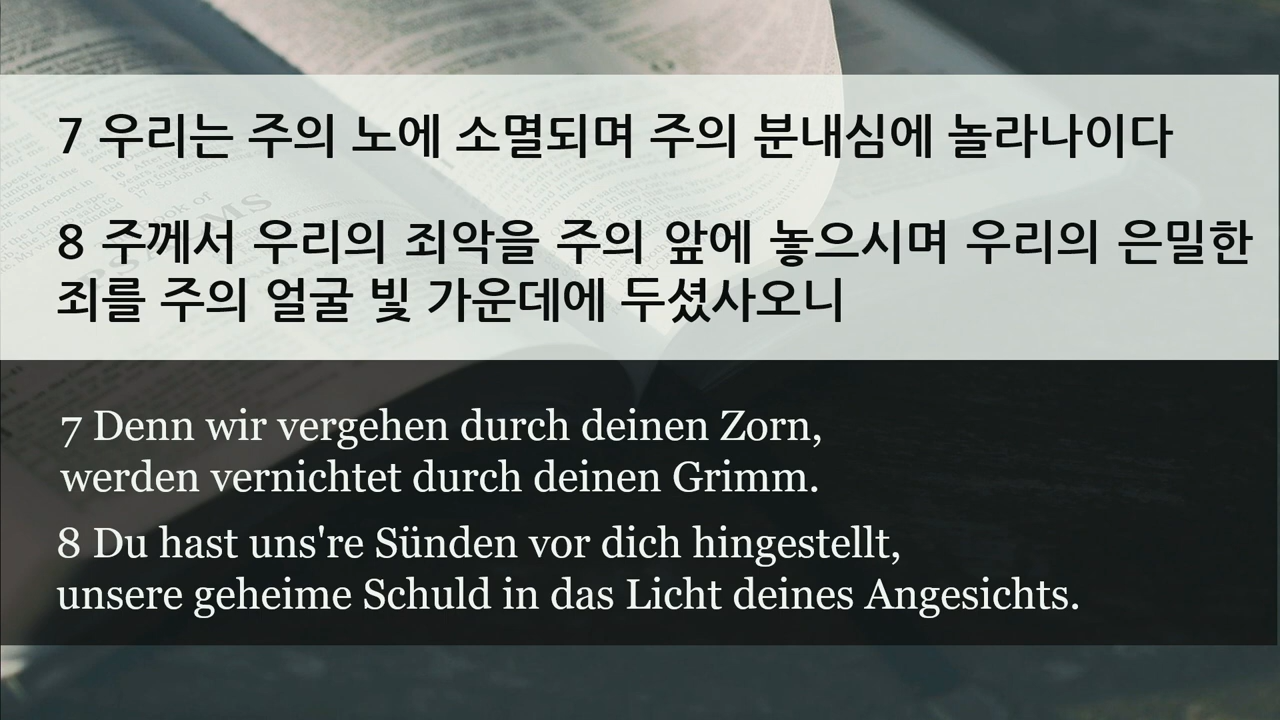 7 우리는 주의 노에 소멸되며 주의 분내심에 놀라나이다
8 주께서 우리의 죄악을 주의 앞에 놓으시며 우리의 은밀한
죄를 주의 얼굴 빛 가운데에 두셨사오니
7 Denn wir vergehen durch deinen Zorn,
werden vernichtet durch deinen Grimm.
8 Du hast uns're Sünden vor dich hingestellt,
unsere geheime Schuld in das Licht deines Angesichts.
book of
PSALMS